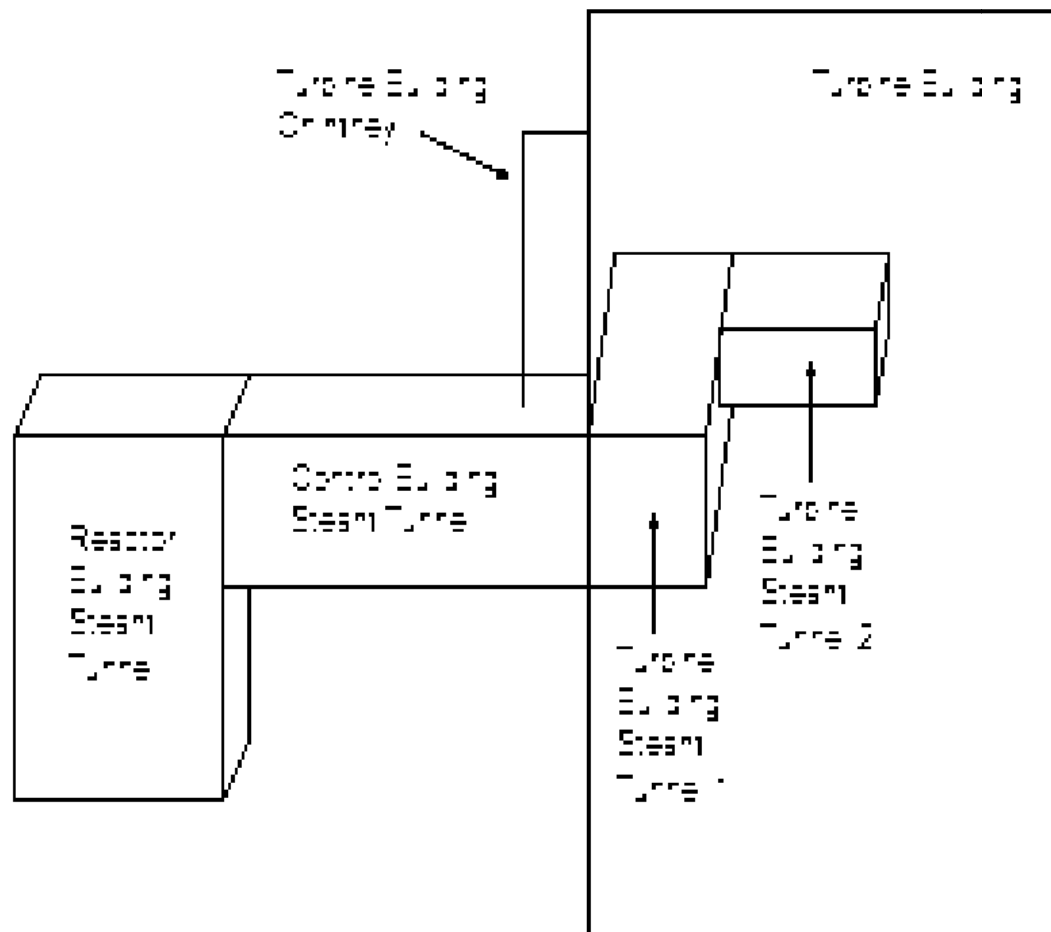 Turbine Building
Chimney
Turbine Building
Control Building
Steam Tunnel
Reactor
Building
Steam
Tunnel
Turbine
Building
Steam
Tunnel 2
Turbine
Building
Steam
Tunnel 1